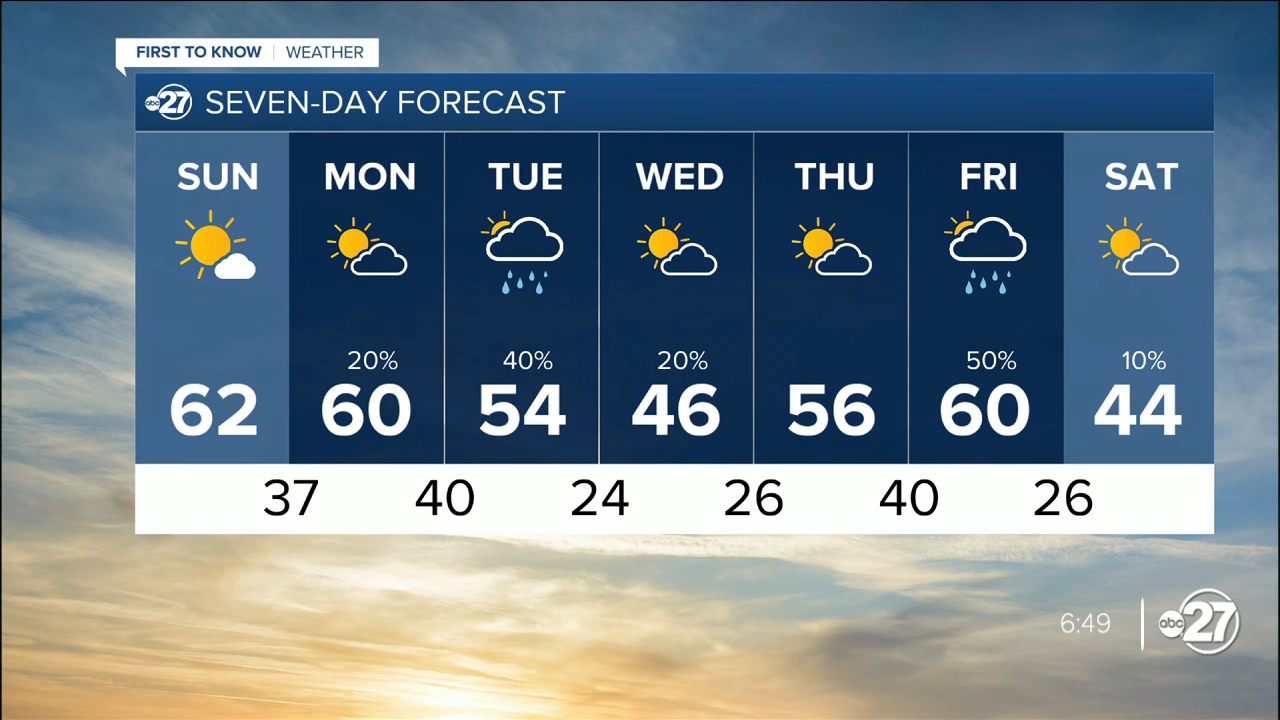 FIRST TO KNOW | WEATHER
abc 27 SEVEN-DAY FORECAST
SUN MON TUE WED THU FRI SAT
20% 40% 20% 50% 10%
62 60 54 46 56 60 44
37 40 24 26 40 26
6:49 | abc 27